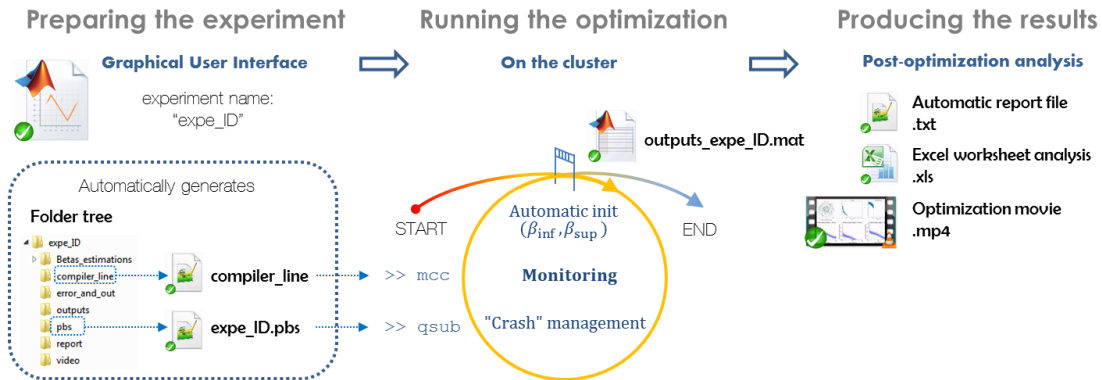 Preparing the experiment
Running the optimization
Producing the results
Graphical User Interface
On the cluster
Post-optimization analysis
experiment name:
“expe_ID”
Automatically generates
Folder tree
expe_ID
Betas_estimations
compiler_line
error_and_out
outputs
pbs
report
video
compiler_line
expe_ID.pbs
outputs_expe_ID.mat
START
END
Automatic init
(βinf,βsup)
>> mcc
Monitoring
>> qsub
"Crash" management
Automatic report file
.txt
Excel worksheet analysis
.xls
Optimization movie
.mp4